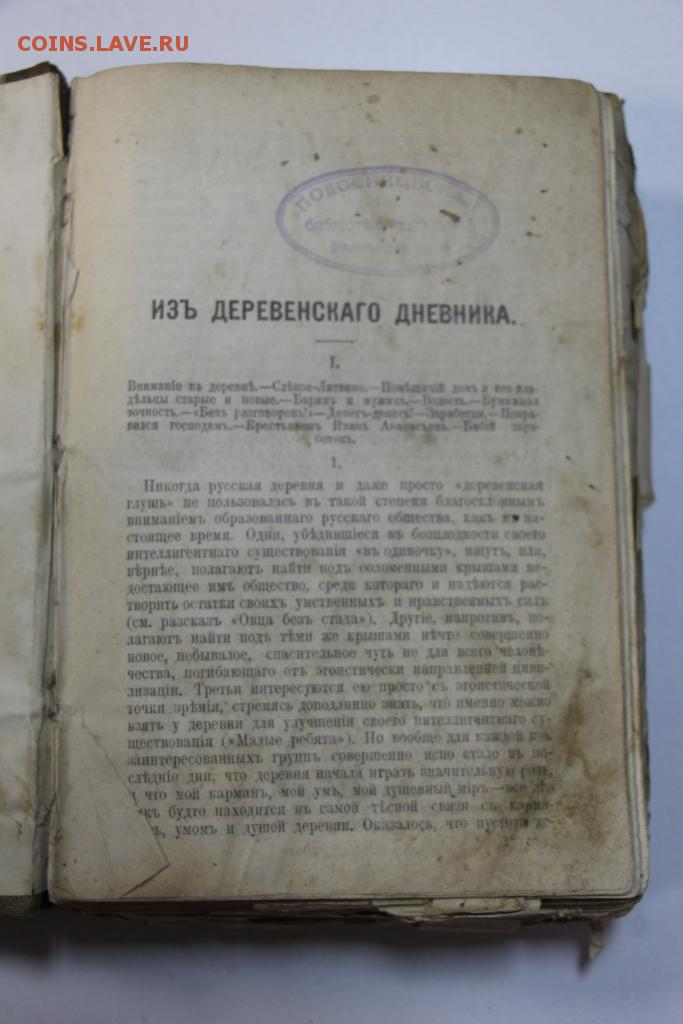 COINS.LAVE.RU
ПОДОСИНОВСК
ИЗЪ ДЕРЕВЕНСКАГО ДНЕВНИКА.
I.
Вниманіе къ деревнѣ.—Слѣпое-Литвино.—Помѣщичій домъ и его вла-
дѣльцы старые и новые.—Баринъ и мужикъ.—Волость.—Бумажная
точность.—«Безъ разговоровъ!»—Денегъ-денегъ!—Заработки.—Понра-
вился господамъ.—Крестьянинъ Иванъ Аѳанасьевъ.—Бабій зара-
ботокъ.
1.
Никогда русская деревня и даже просто «деревенская
глушь» не пользовалась въ такой степени благосклоннымъ
вниманіемъ образованнаго русскаго общества, какъ въ на-
стоящее время. Одни, убѣдившіеся въ безплодности своего
интеллигентнаго существованія «въ одиночку», ищутъ, или,
вѣрнѣе, полагаютъ найти подъ соломенными крышами не-
достающее имъ общество, среди котораго и надѣются рас-
творить остатки своихъ умственныхъ и нравственныхъ силъ
(см. разсказъ «Овца безъ стада»). Другіе, напротивъ, по-
лагаютъ найти подъ тѣми же крышами нѣчто совершенно
новое, небывалое, спасительное чуть не для всего человѣ-
чества, погибающаго отъ эгоистически направленной циви-
лизаціи. Третьи интересуются ею просто съ эгоистической
точки зрѣнія, стремясь доподлинно знать, что именно можно
взять у деревни для улучшенія своего интеллигентнаго су-
ществованія («Малые ребята»). Но вообще для каждой изъ
заинтересованныхъ группъ совершенно ясно стало въ по-
слѣдніе дни, что деревня начала играть значительную роль,
что мой карманъ, мой умъ, мой душевный міръ—все это
какъ будто находится въ самой тѣсной связи съ карма-
умомъ и душой деревни. Оказалось, что пустота де-